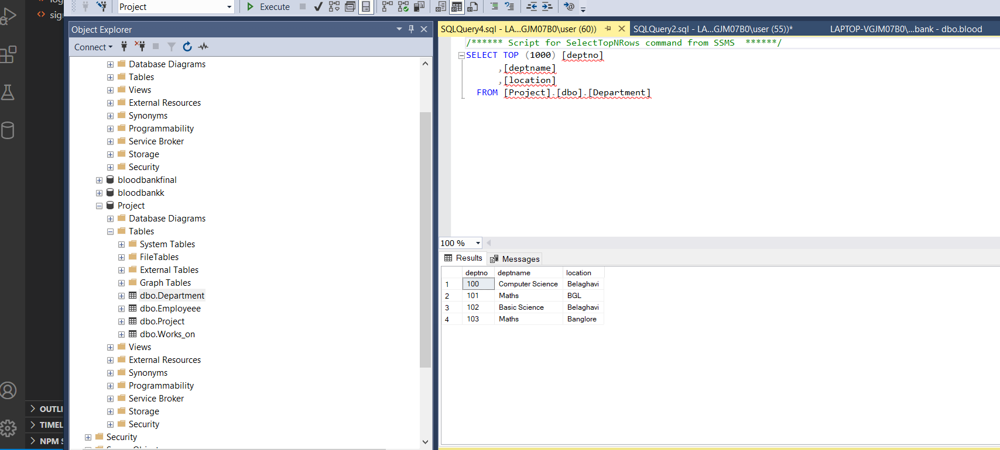 log
sig
Project
Execute
Object Explorer
Connect
Database Diagrams
Tables
Views
External Resources
Synonyms
Programmability
Service Broker
Storage
Security
bloodbankfinal
bloodbankk
Project
Database Diagrams
Tables
System Tables
FileTables
External Tables
Graph Tables
dbo.Department
dbo.Employeee
dbo.Project
dbo.Works_on
Views
External Resources
Synonyms
Programmability
Service Broker
Storage
Security
Security
OUTLI
TIMEL
NPM S
SQLQuery4.sql - LA...GJM07B0\user (60))
SQLQuery2.sql - LA...GJM07B0\user (55))*
LAPTOP-VGJM07B0\...bank - dbo.blood
/****** Script for SelectTopNRows command from SSMS  ******/
SELECT TOP (1000) [deptno]
,[deptname]
,[location]
FROM [Project].[dbo].[Department]
100 %
Results Messages
deptno deptname location
1 100 Computer Science Belaghavi
2 101 Maths BGL
3 102 Basic Science Belaghavi
4 103 Maths Banglore